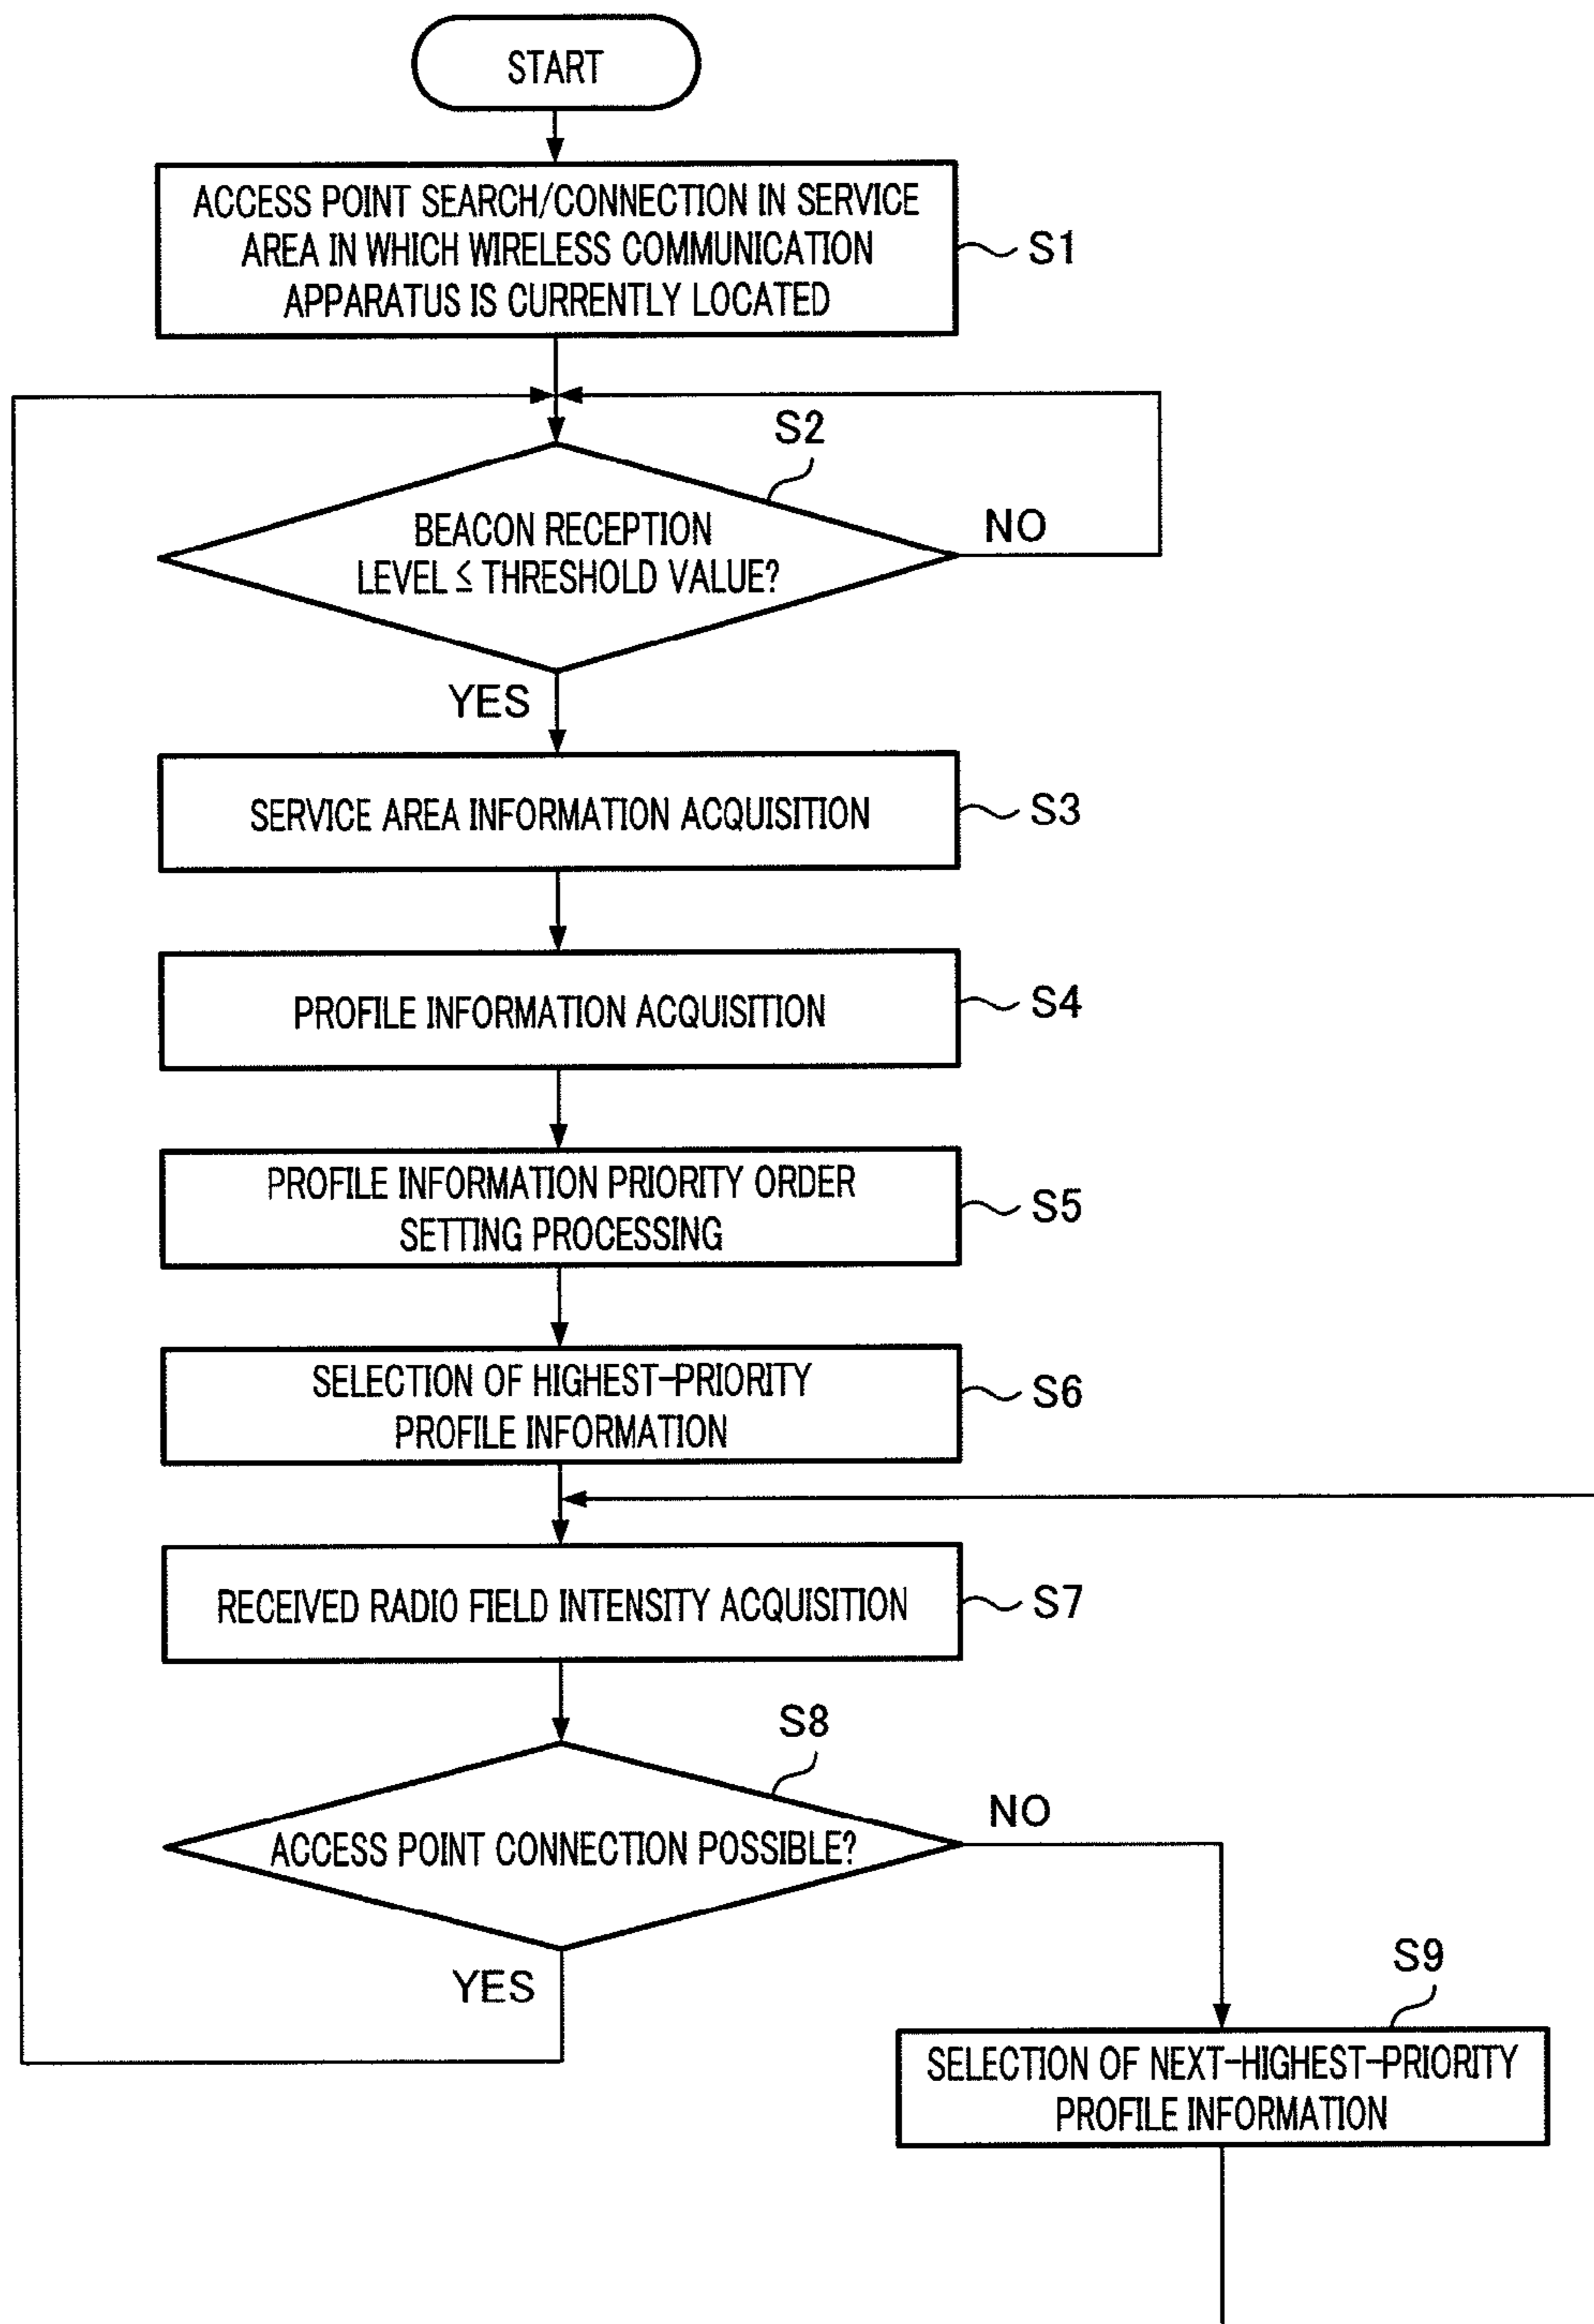 START
ACCESS POINT SEARCH/CONNECTION IN SERVICE
AREA IN WHICH WIRELESS COMMUNICATION
APPARATUS IS CURRENTLY LOCATED
S1
S2
BEACON RECEPTION
LEVEL ≤ THRESHOLD VALUE?
NO
YES
SERVICE AREA INFORMATION ACQUISITION
S3
PROFILE INFORMATION ACQUISITION
S4
PROFILE INFORMATION PRIORITY ORDER
SETTING PROCESSING
S5
SELECTION OF HIGHEST-PRIORITY
PROFILE INFORMATION
S6
RECEIVED RADIO FIELD INTENSITY ACQUISITION
S7
S8
ACCESS POINT CONNECTION POSSIBLE?
NO
YES
S9
SELECTION OF NEXT-HIGHEST-PRIORITY
PROFILE INFORMATION